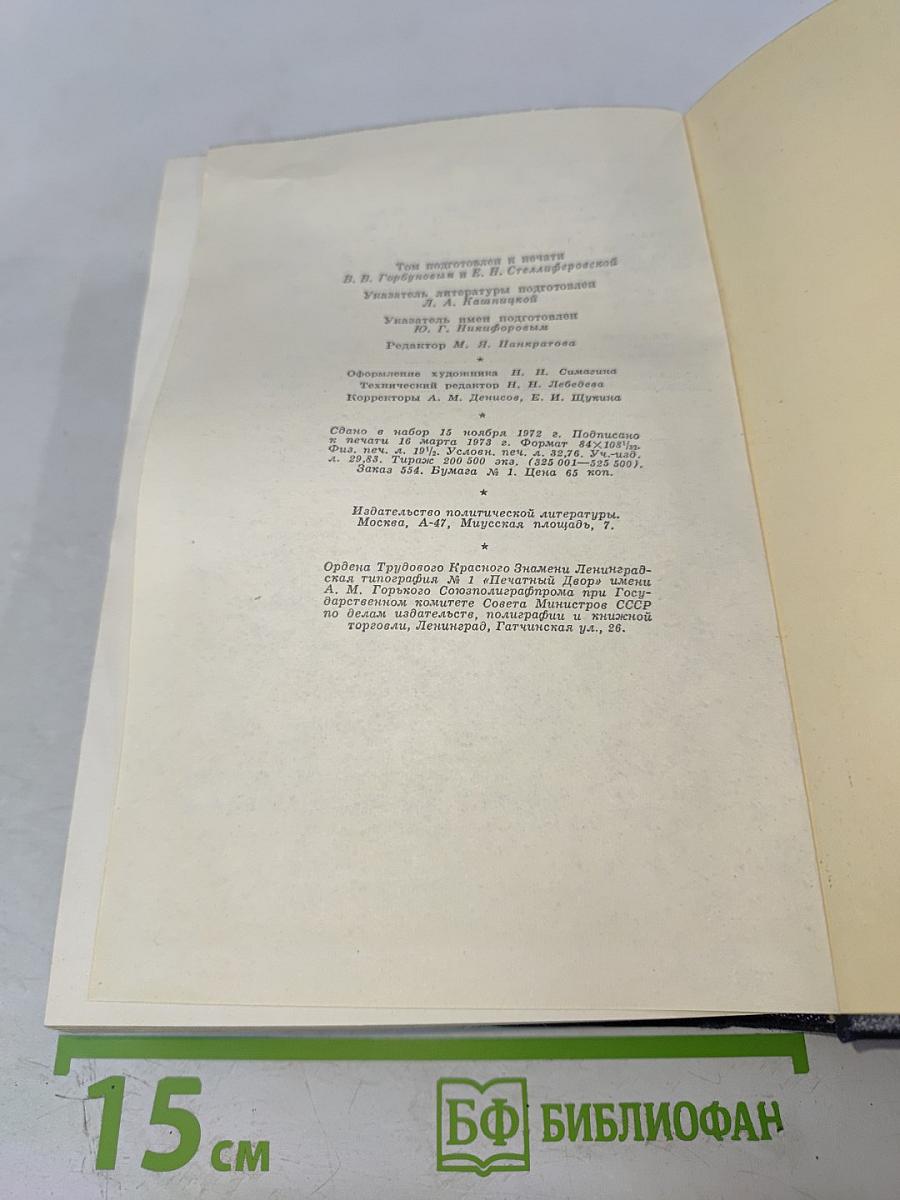 Том подготовлен к печати
В. В. Горбуновым и Е. Н. Стеллиферовской
Указатель литературы подготовлен
Л. А. Кашницкой
Указатель имен подготовлен
Ю. Г. Никифоровым
Редактор М. Я. Панкратова
*
Оформление художника Н. Н. Симагина
Технический редактор Н. Н. Лебедева
Корректоры А. М. Денисов, Е. И. Щукина
*
Сдано в набор 15 ноября 1972 г. Подписано
к печати 16 марта 1973 г. Формат 84×108¹/₃₂.
Физ. печ. л. 19¹/₂. Условн. печ. л. 32,76. Уч.-изд.
л. 29,83. Тираж 200 500 экз. (325 001—525 500).
Заказ 554. Бумага № 1. Цена 65 коп.
*
Издательство политической литературы.
Москва, А-47, Миусская площадь, 7.
*
Ордена Трудового Красного Знамени Ленинград-
ская типография № 1 «Печатный Двор» имени
А. М. Горького Союзполиграфпрома при Госу-
дарственном комитете Совета Министров СССР
по делам издательств, полиграфии и книжной
торговли, Ленинград, Гатчинская ул., 26.
15 см
БФ БИБЛИОФАН